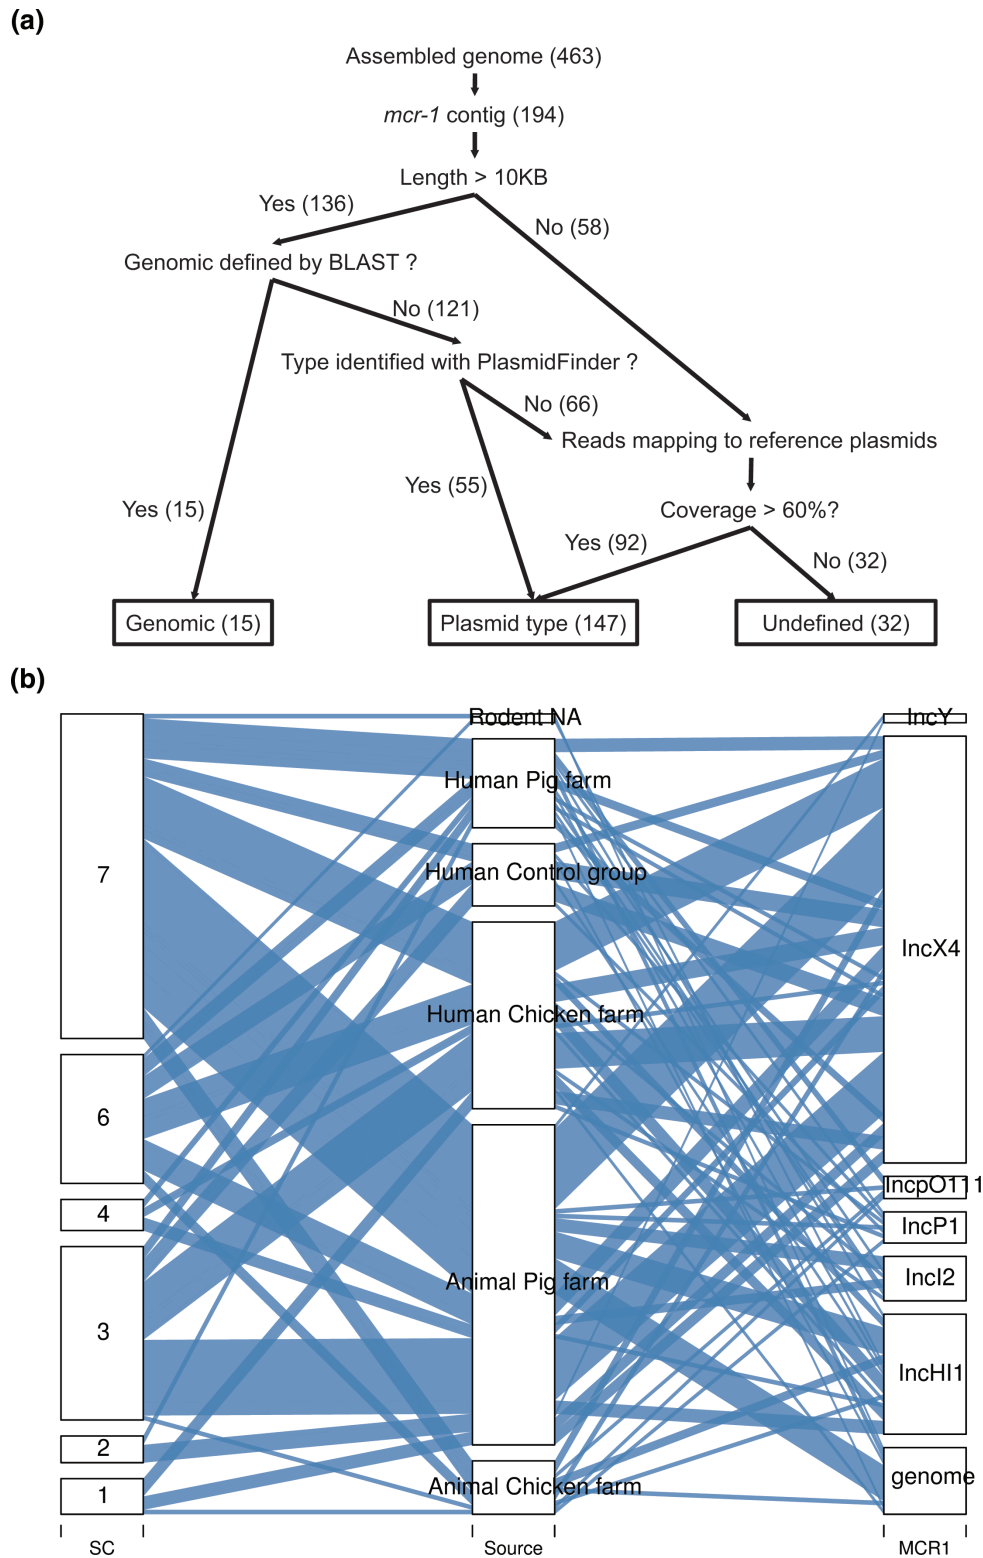 (a)
Assembled genome (463)
mcr-1 contig (194)
Length > 10KB
Yes (136)
No (58)
Genomic defined by BLAST ?
No (121)
Type identified with PlasmidFinder ?
No (66)
Reads mapping to reference plasmids
Yes (55)
Yes (15)
Coverage > 60%?
Yes (92)
No (32)
Genomic (15)
Plasmid type (147)
Undefined (32)
(b)
Rodent NA
IncY
Human Pig farm
7
Human Control group
IncX4
Human Chicken farm
6
IncpO111
4
IncP1
Animal Pig farm
IncI2
3
IncHI1
2
genome
Animal Chicken farm
1
SC
Source
MCR1